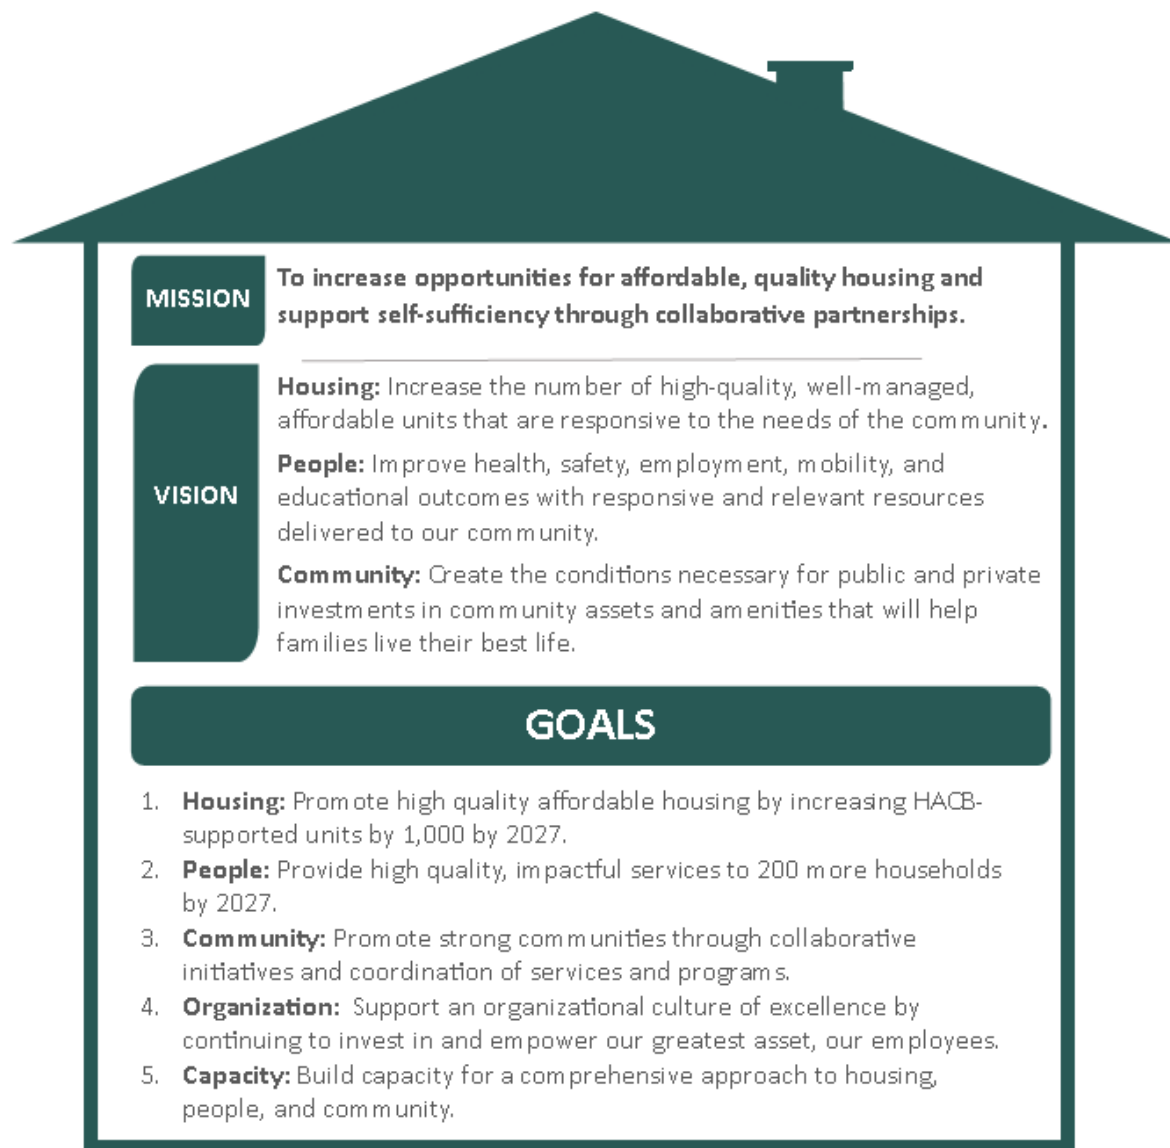 MISSION
To increase opportunities for affordable, quality housing and
support self-sufficiency through collaborative partnerships.
VISION
Housing: Increase the number of high-quality, well-managed,
affordable units that are responsive to the needs of the community.
People: Improve health, safety, employment, mobility, and
educational outcomes with responsive and relevant resources
delivered to our community.
Community: Create the conditions necessary for public and private
investments in community assets and amenities that will help
families live their best life.
GOALS
1. Housing: Promote high quality affordable housing by increasing HACB-
supported units by 1,000 by 2027.
2. People: Provide high quality, impactful services to 200 more households
by 2027.
3. Community: Promote strong communities through collaborative
initiatives and coordination of services and programs.
4. Organization: Support an organizational culture of excellence by
continuing to invest in and empower our greatest asset, our employees.
5. Capacity: Build capacity for a comprehensive approach to housing,
people, and community.